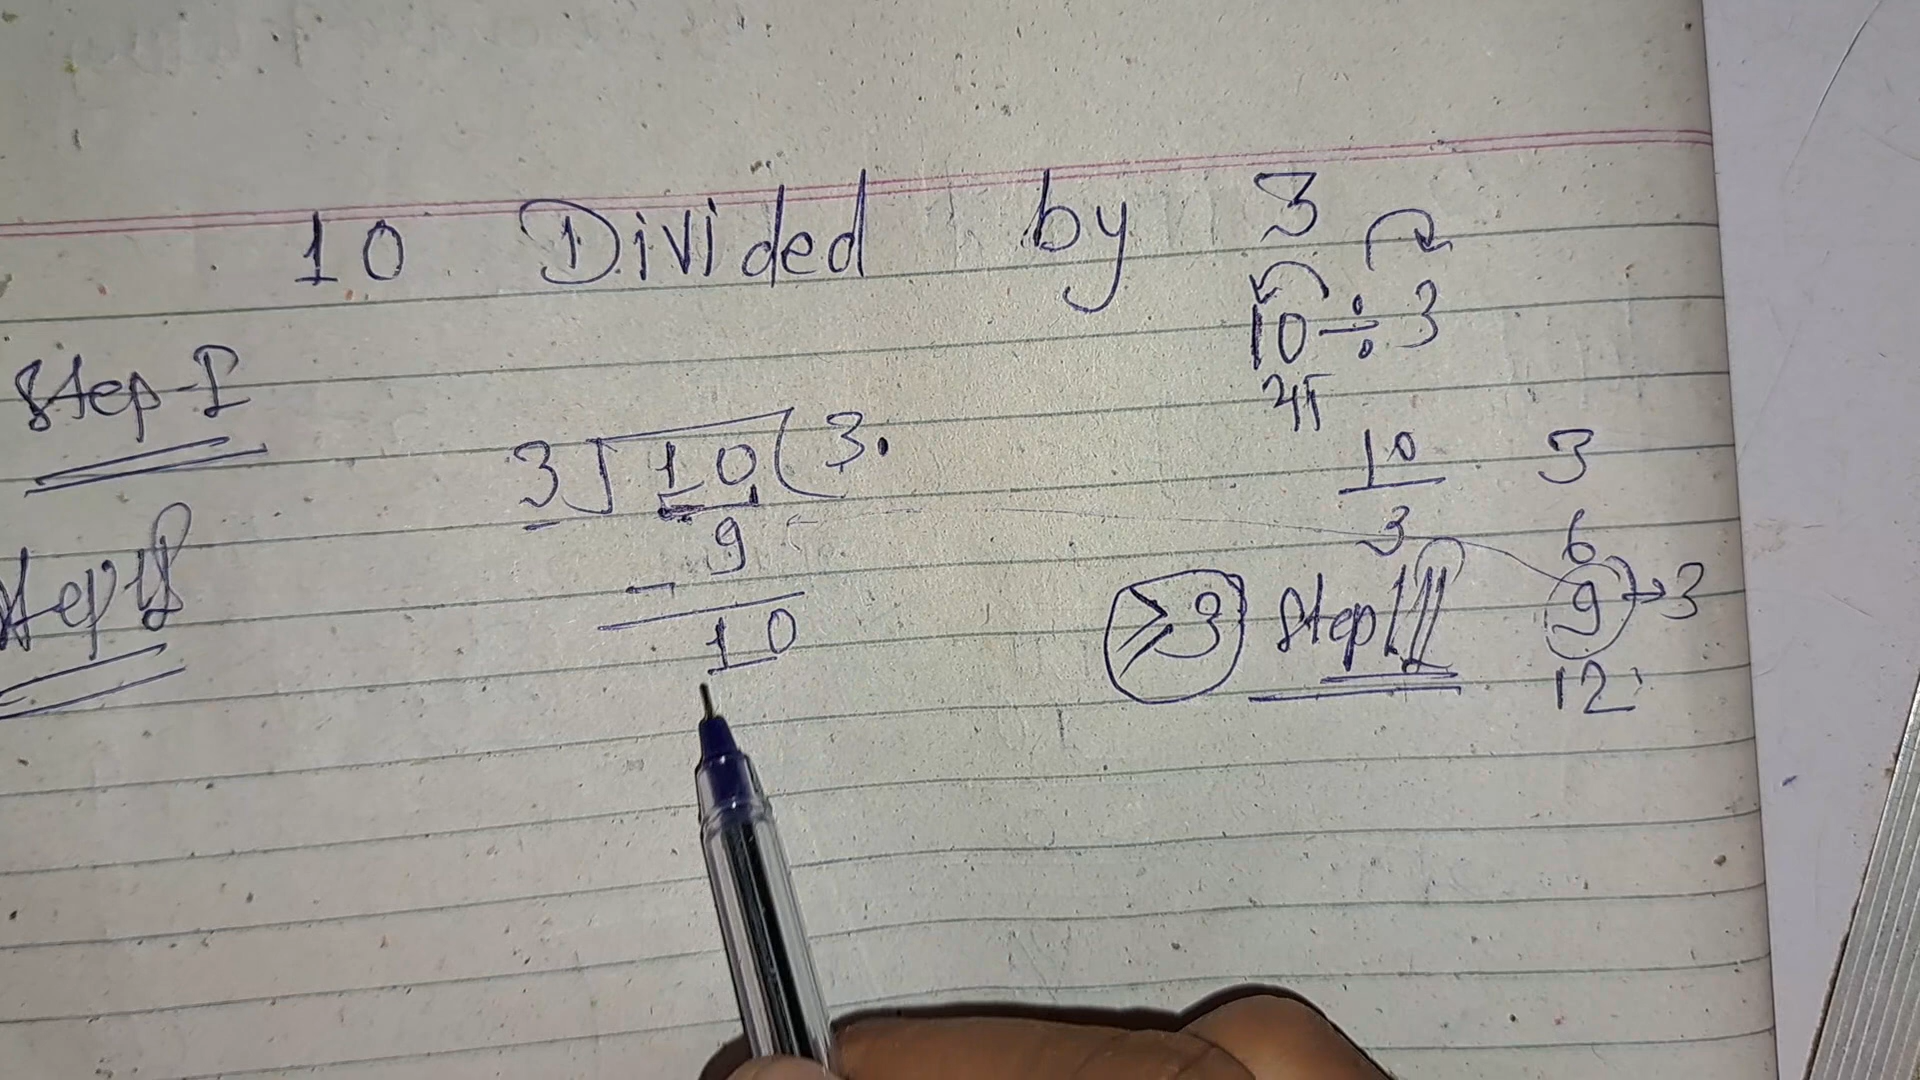 10 Divided by 3
10 ÷ 3
Step-I
3 10 ( 3.
10 3
3
9
6
Step II
≥3 Step III
9 → 3
10
12